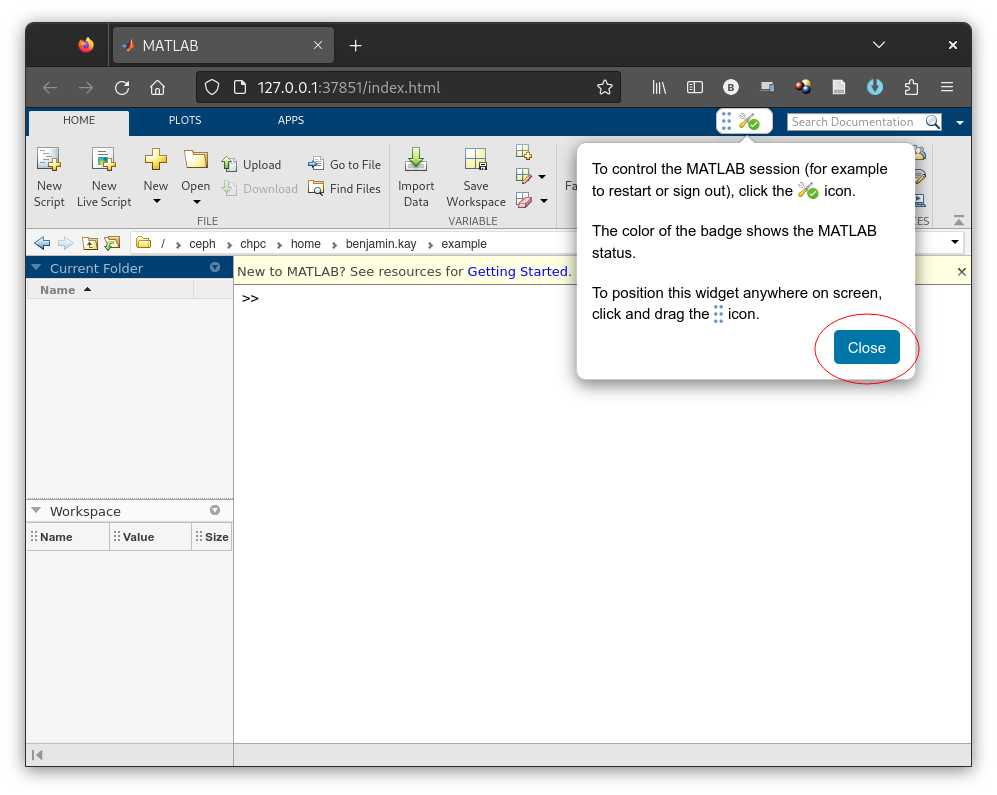 MATLAB
127.0.0.1:37851/index.html
B
HOME PLOTS APPS
Search Documentation
New Script
New Live Script
New
Open
Upload
Download
Go to File
Find Files
FILE
Import Data
Save Workspace
VARIABLE
Fa
ES
/ ceph chpc home benjamin.kay example
Current Folder
Name
New to MATLAB? See resources for Getting Started.
>>
To control the MATLAB session (for example
to restart or sign out), click the icon.
The color of the badge shows the MATLAB
status.
To position this widget anywhere on screen,
click and drag the icon.
Close
Workspace
Name Value Size